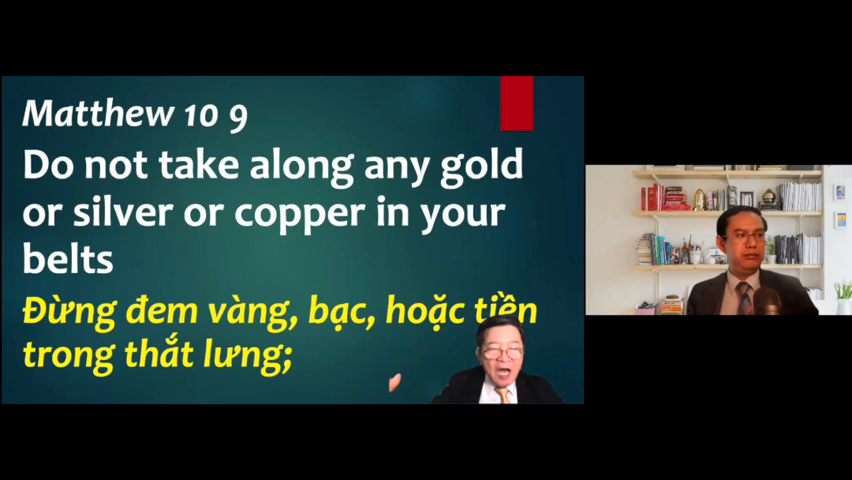 Matthew 10 9
Do not take along any gold
or silver or copper in your
belts
Đừng đem vàng, bạc, hoặc tiền
trong thắt lưng;